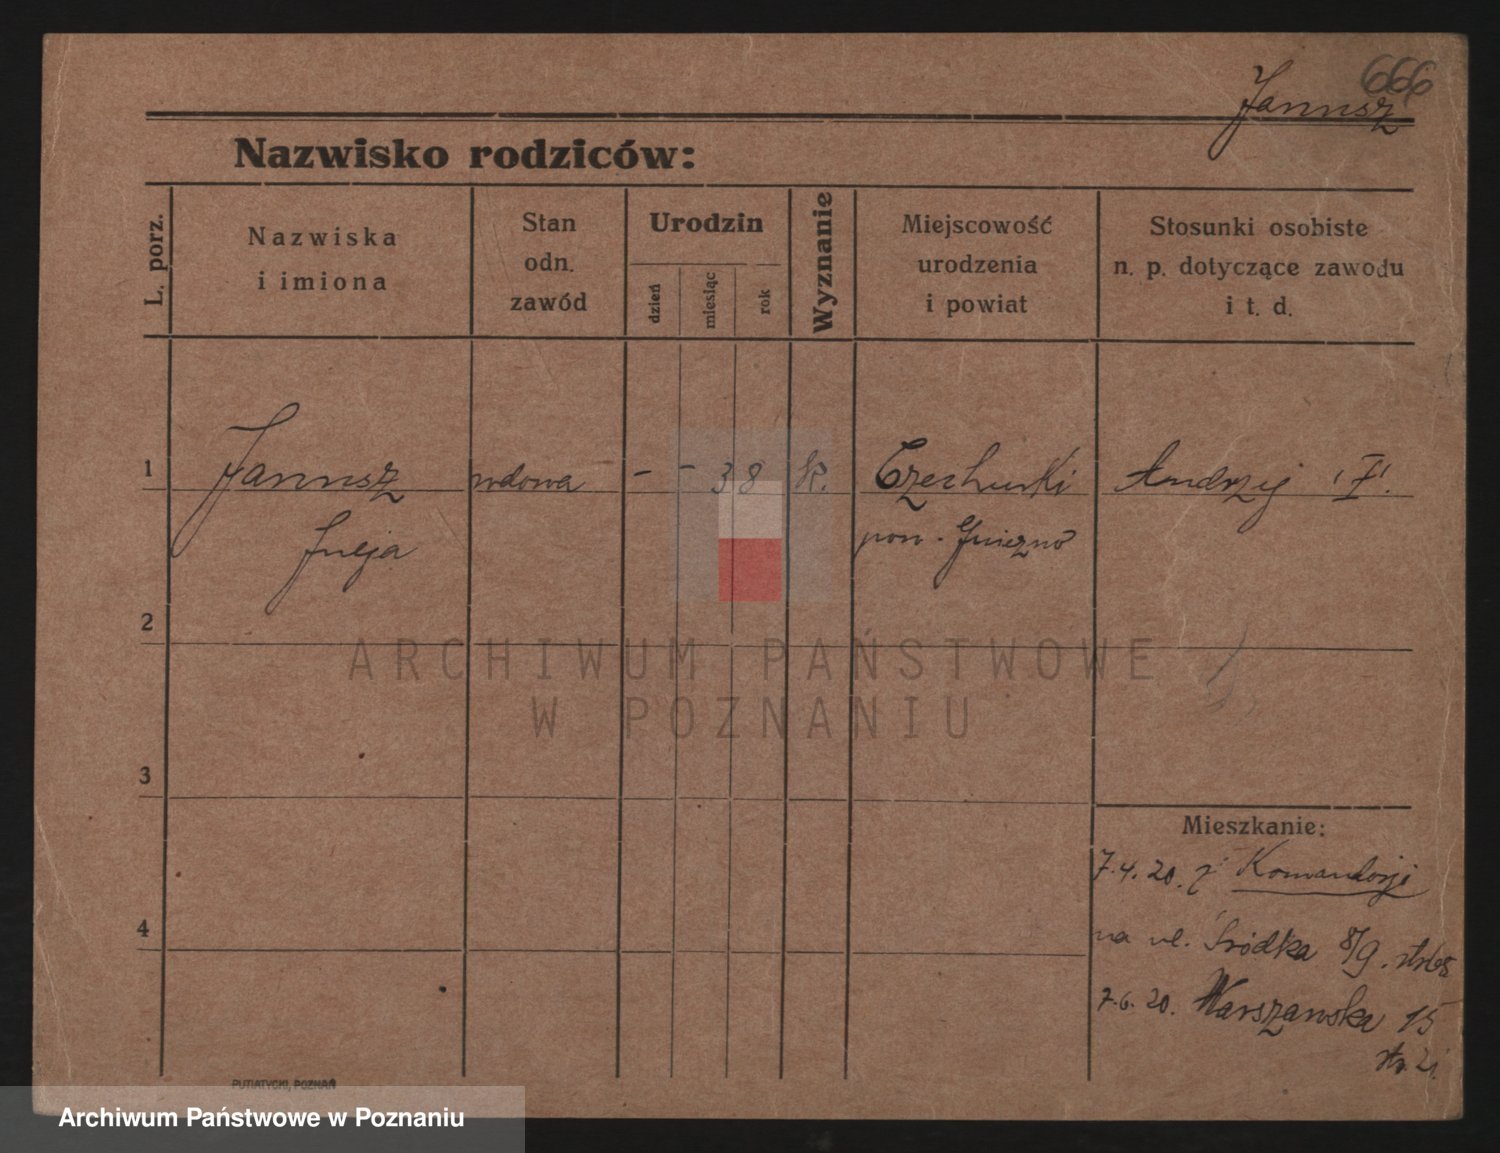 666
Janusz
Nazwisko rodziców:
L. porz.
Nazwiska
i imiona
Stan
odn.
zawód
Urodzin
dzień
miesiąc
rok
Wyznanie
Miejscowość
urodzenia
i powiat
Stosunki osobiste
n. p. dotyczące zawodu
i t. d.
1 Janusz wdowa - - 38 k. Czechurki Andrzej
Julja pow. Gniezno
2
ARCHIWUM PAŃSTWOWE
W POZNANIU
3
Mieszkanie:
7.4.20. z Komandorji
4
na ul. Śródka 8/9.
7.6.20. Warszawska 15
PUTIATYCKI, POZNAŃ
Archiwum Państwowe w Poznaniu